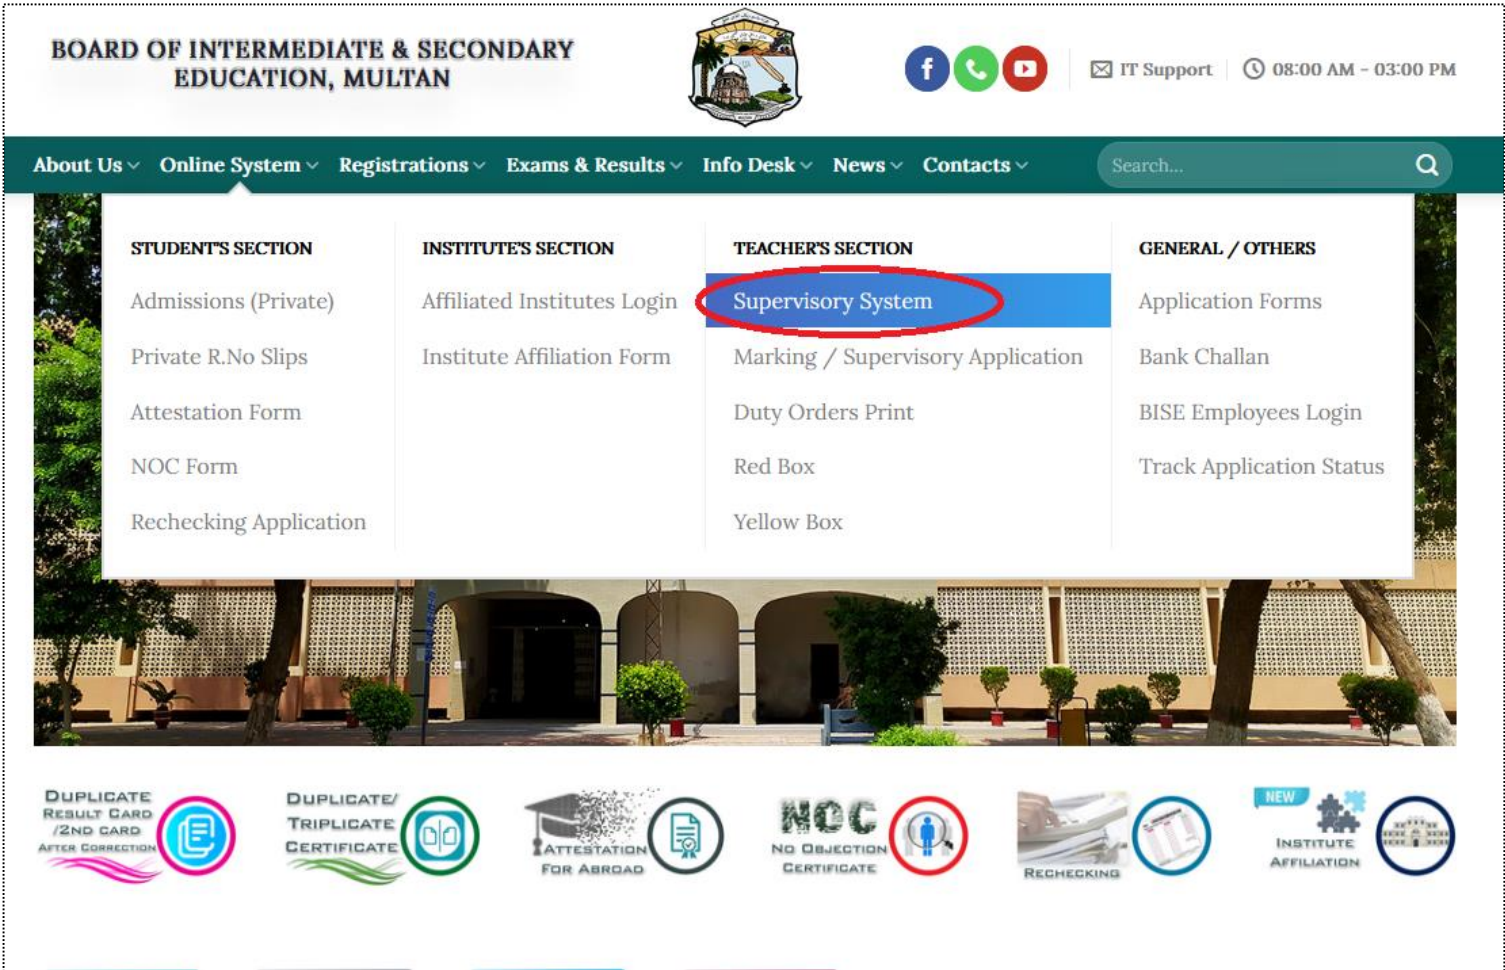 BOARD OF INTERMEDIATE & SECONDARY
EDUCATION, MULTAN
IT Support
08:00 AM - 03:00 PM
About Us
Online System
Registrations
Exams & Results
Info Desk
News
Contacts
Search...
STUDENT'S SECTION
Admissions (Private)
Private R.No Slips
Attestation Form
NOC Form
Rechecking Application
INSTITUTE'S SECTION
Affiliated Institutes Login
Institute Affiliation Form
TEACHER'S SECTION
Supervisory System
Marking / Supervisory Application
Duty Orders Print
Red Box
Yellow Box
GENERAL / OTHERS
Application Forms
Bank Challan
BISE Employees Login
Track Application Status
DUPLICATE
RESULT CARD
/2ND CARD
AFTER CORRECTION
DUPLICATE/
TRIPLICATE
CERTIFICATE
ATTESTATION
FOR ABROAD
NOC
NO OBJECTION
CERTIFICATE
RECHECKING
NEW
INSTITUTE
AFFILIATION